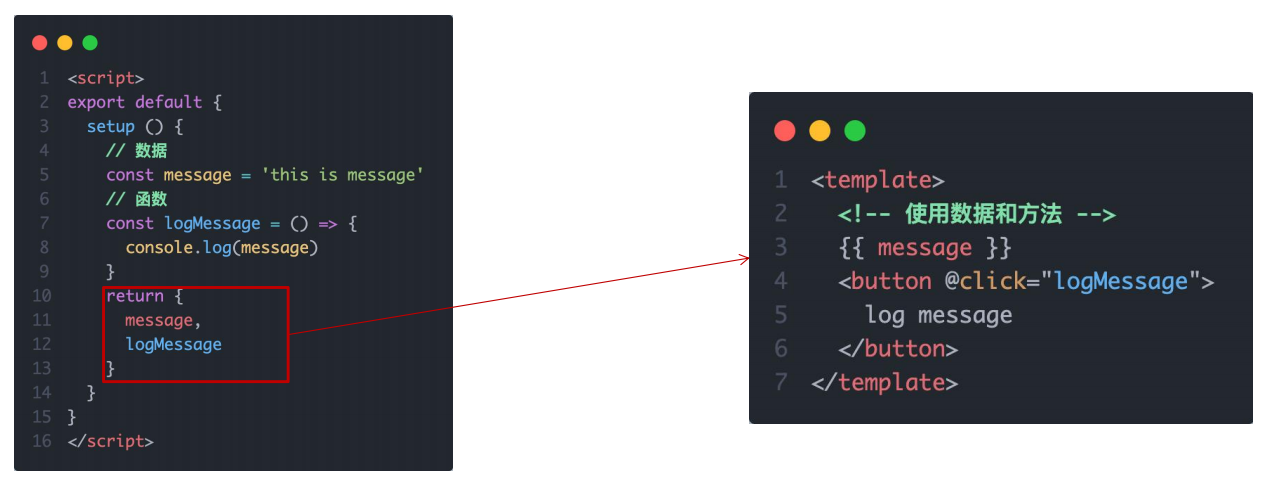 1 <script>
2 export default {
3   setup () {
4     // 数据
5     const message = 'this is message'
6     // 函数
7     const logMessage = () => {
8       console.log(message)
9     }
10     return {
11       message,
12       logMessage
13     }
14   }
15 }
16 </script>
1 <template>
2   <!-- 使用数据和方法 -->
3   {{ message }}
4   <button @click="logMessage">
5     log message
6   </button>
7 </template>